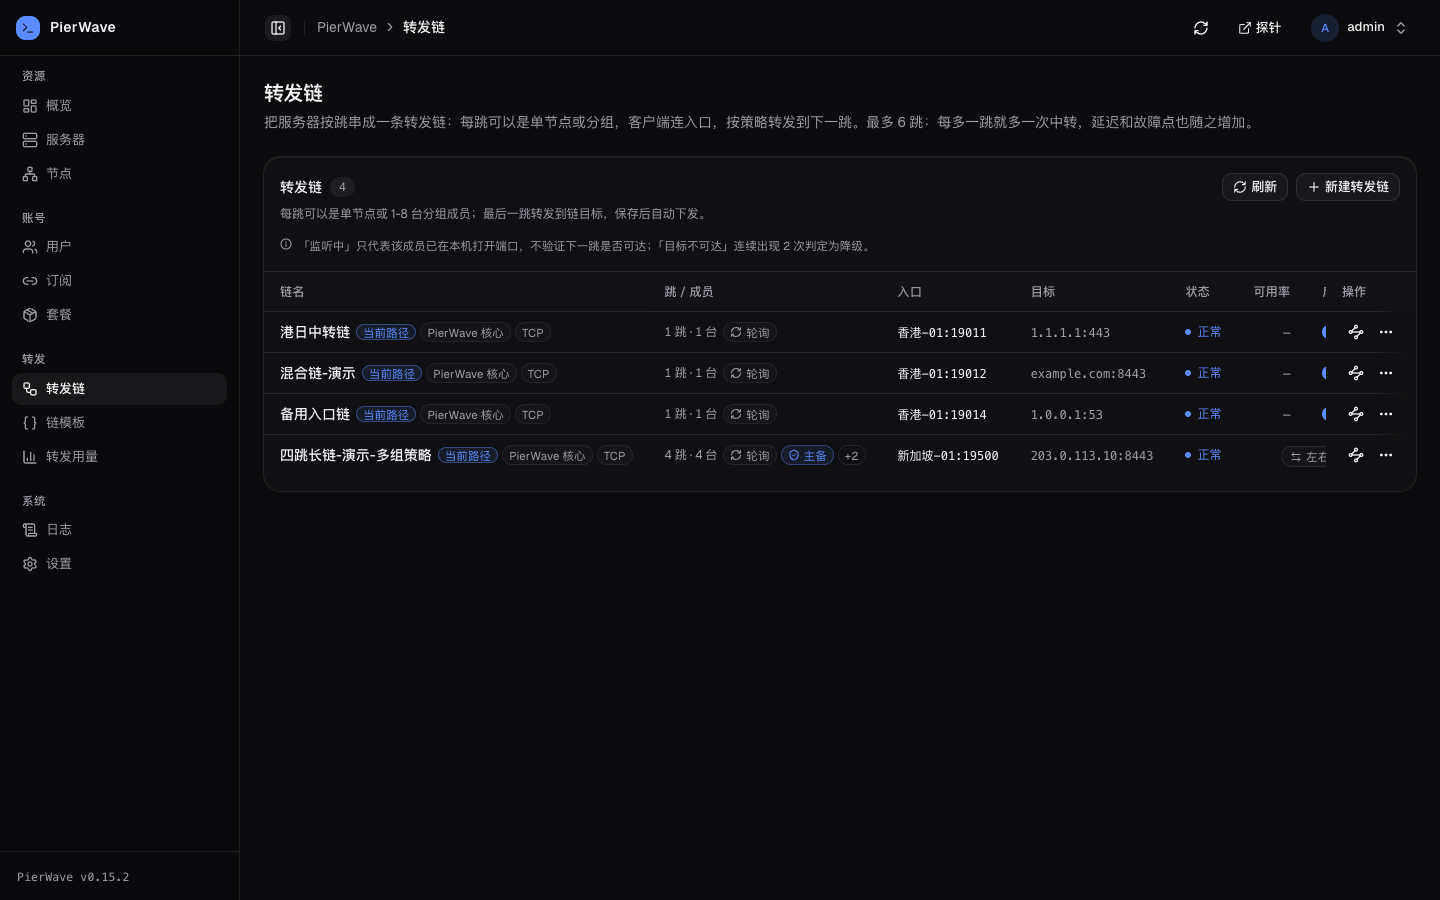 PierWave
PierWave > 转发链
探针
A admin
资源
概览
服务器
节点
账号
用户
订阅
套餐
转发
转发链
链模板
转发用量
系统
日志
设置
PierWave v0.15.2
转发链
把服务器按跳串成一条转发链：每跳可以是单节点或分组，客户端连入口，按策略转发到下一跳。最多 6 跳：每多一跳就多一次中转，延迟和故障点也随之增加。
转发链 4
刷新
新建转发链
每跳可以是单节点或 1-8 台分组成员；最后一跳转发到链目标，保存后自动下发。
「监听中」只代表该成员已在本机打开端口，不验证下一跳是否可达；「目标不可达」连续出现 2 次判定为降级。
链名 跳 / 成员 入口 目标 状态 可用率 操作
港日中转链 当前路径 PierWave 核心 TCP 1 跳 · 1 台 轮询 香港-01:19011 1.1.1.1:443 正常 –
混合链-演示 当前路径 PierWave 核心 TCP 1 跳 · 1 台 轮询 香港-01:19012 example.com:8443 正常 –
备用入口链 当前路径 PierWave 核心 TCP 1 跳 · 1 台 轮询 香港-01:19014 1.0.0.1:53 正常 –
四跳长链-演示-多组策略 当前路径 PierWave 核心 TCP 4 跳 · 4 台 轮询 主备 +2 新加坡-01:19500 203.0.113.10:8443 正常 左右